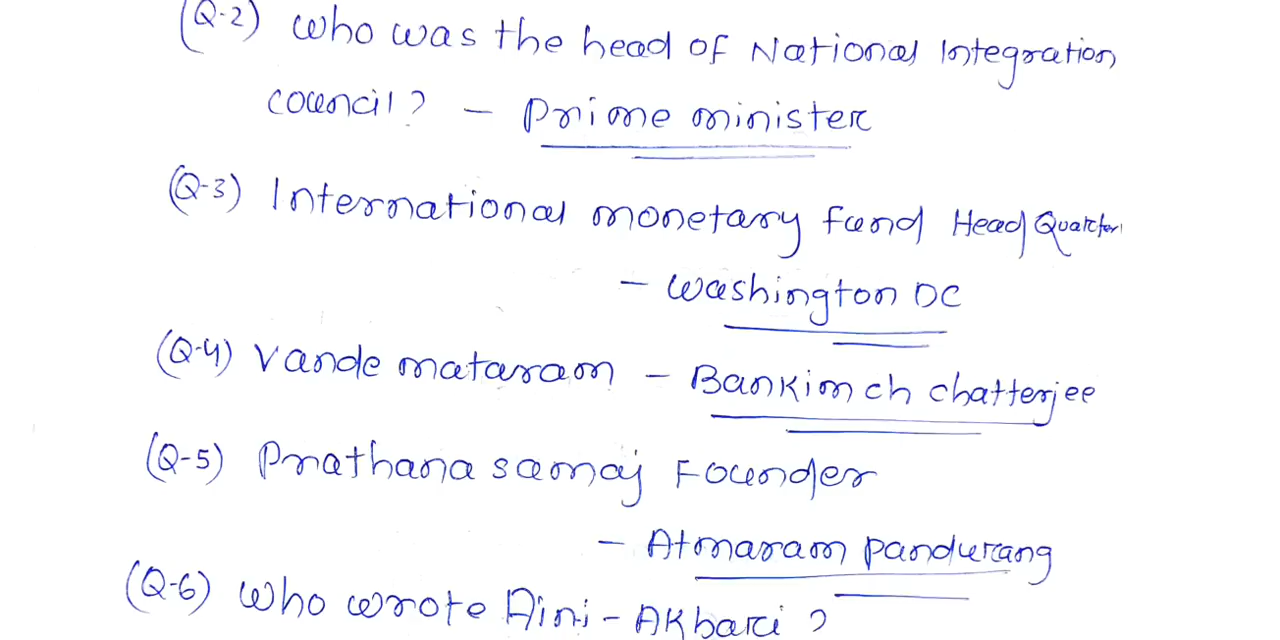 (Q-2) Who was the head of National Integration
council? - Prime minister
(Q-3) International monetary fund Head Quarter
- Washington DC
(Q-4) Vande mataram - Bankim ch chatterjee
(Q-5) Prathana samaj Founder
- Atmaram pandurang
(Q-6) Who wrote Aini-Akbari ?